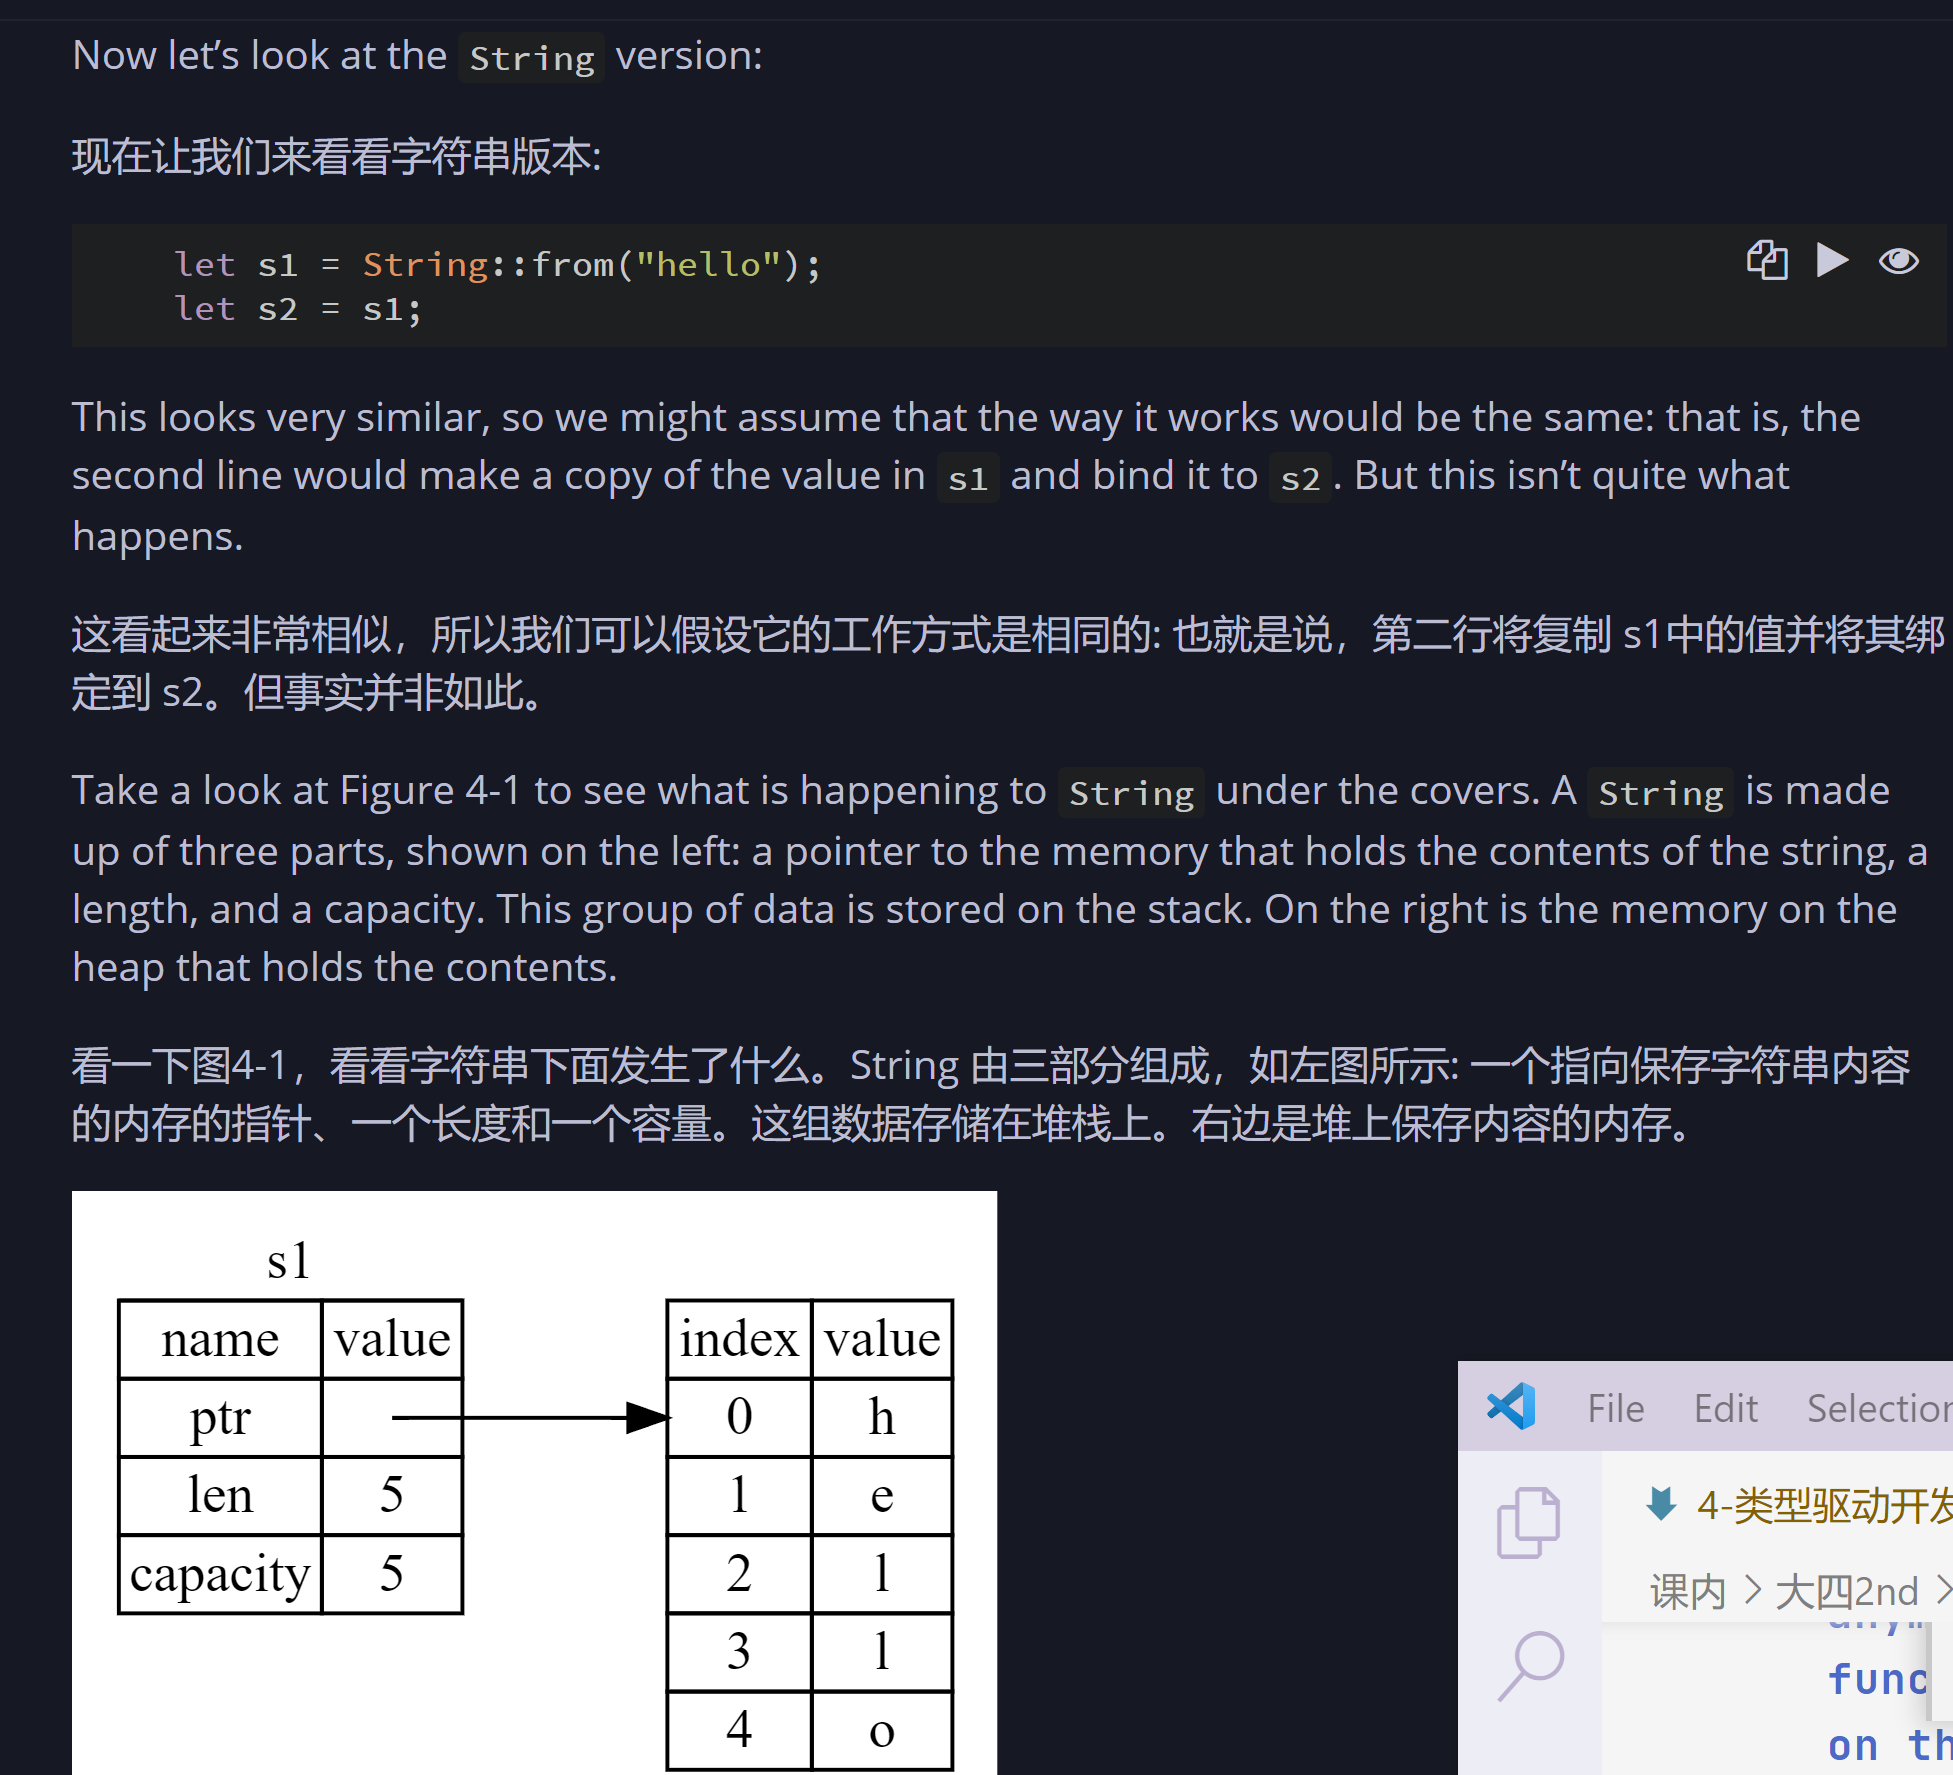 Now let’s look at the String version:
现在让我们来看看字符串版本:
let s1 = String::from("hello");
let s2 = s1;
This looks very similar, so we might assume that the way it works would be the same: that is, the
second line would make a copy of the value in s1 and bind it to s2. But this isn’t quite what
happens.
这看起来非常相似，所以我们可以假设它的工作方式是相同的: 也就是说，第二行将复制 s1中的值并将其绑
定到 s2。但事实并非如此。
Take a look at Figure 4-1 to see what is happening to String under the covers. A String is made
up of three parts, shown on the left: a pointer to the memory that holds the contents of the string, a
length, and a capacity. This group of data is stored on the stack. On the right is the memory on the
heap that holds the contents.
看一下图4-1，看看字符串下面发生了什么。String 由三部分组成，如左图所示: 一个指向保存字符串内容
的内存的指针、一个长度和一个容量。这组数据存储在堆栈上。右边是堆上保存内容的内存。
s1
name value
ptr
len 5
capacity 5
index value
0 h
1 e
2 l
3 l
4 o
File Edit Selection
4-类型驱动开发
课内 > 大四2nd >
func
on th